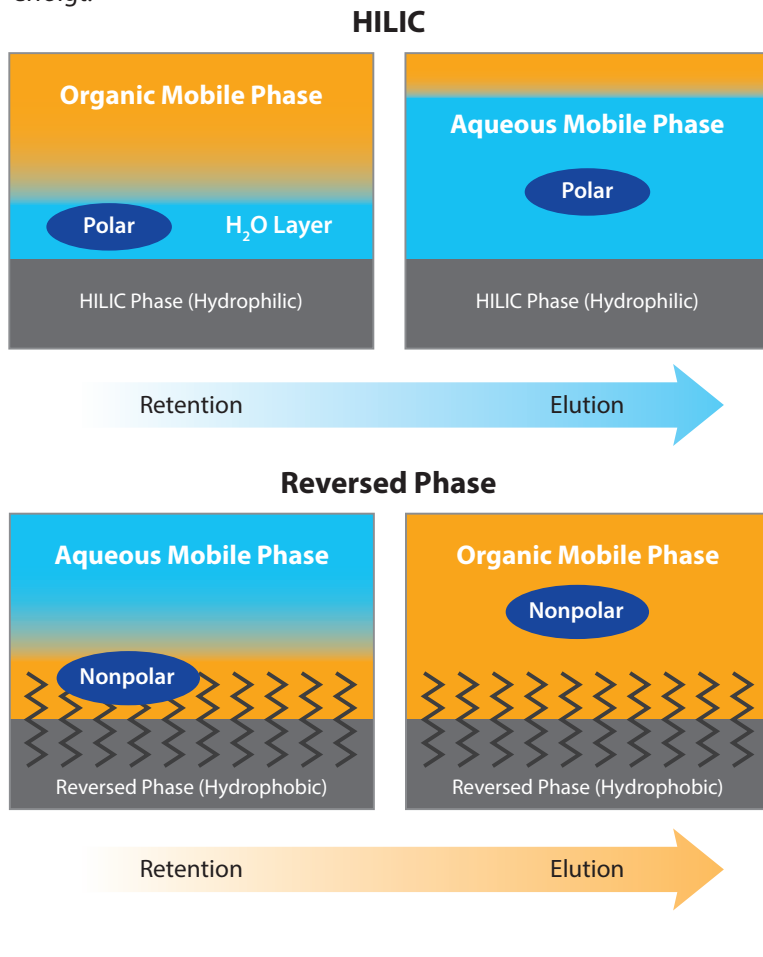 erfolgt.
HILIC
Organic Mobile Phase
Polar
H₂O Layer
HILIC Phase (Hydrophilic)
Aqueous Mobile Phase
Polar
HILIC Phase (Hydrophilic)
Retention
Elution
Reversed Phase
Aqueous Mobile Phase
Nonpolar
Reversed Phase (Hydrophobic)
Organic Mobile Phase
Nonpolar
Reversed Phase (Hydrophobic)
Retention
Elution